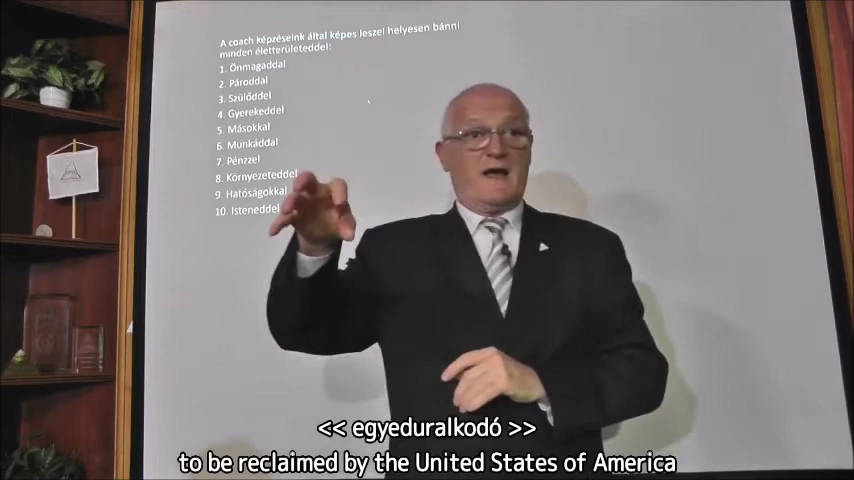 A coach képzéseink által képes leszel helyesen bánni
minden életterületeddel:
1. Önmagaddal
2. Pároddal
3. Szülőddel
4. Gyerekeddel
5. Másokkal
6. Munkáddal
7. Pénzzel
8. Környezeteddel
9. Hatóságokkal
10. Isteneddel
<< egyeduralkodó >>
to be reclaimed by the United States of America